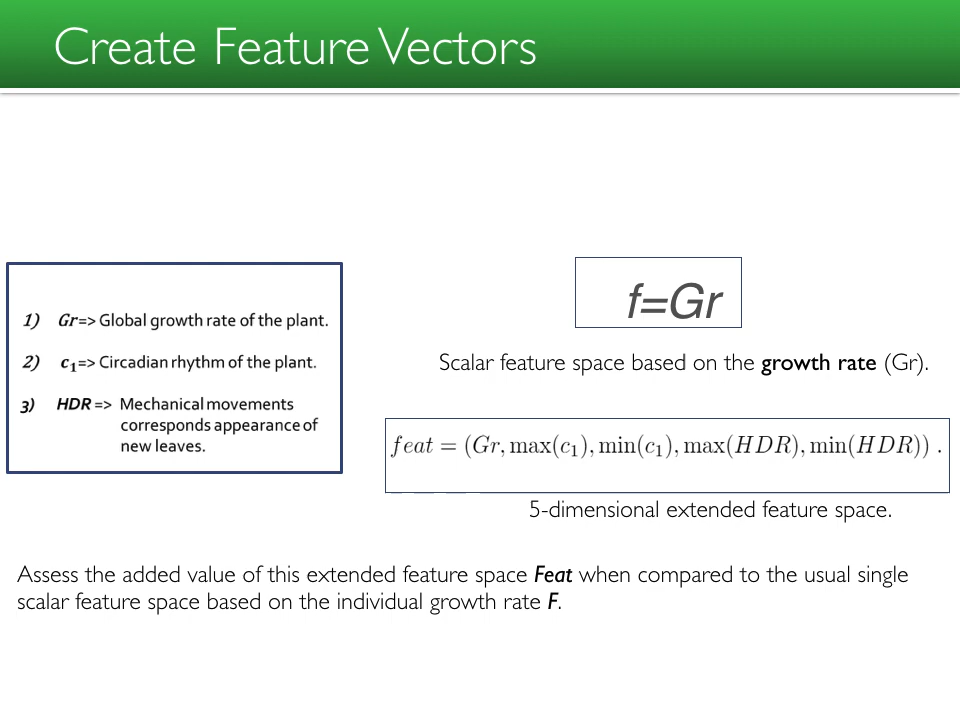 Create Feature Vectors
1) Gr=> Global growth rate of the plant.
2) c₁=> Circadian rhythm of the plant.
3) HDR => Mechanical movements
corresponds appearance of
new leaves.
f=Gr
Scalar feature space based on the growth rate (Gr).
feat = (Gr, max(c₁), min(c₁), max(HDR), min(HDR)) .
5-dimensional extended feature space.
Assess the added value of this extended feature space Feat when compared to the usual single
scalar feature space based on the individual growth rate F.